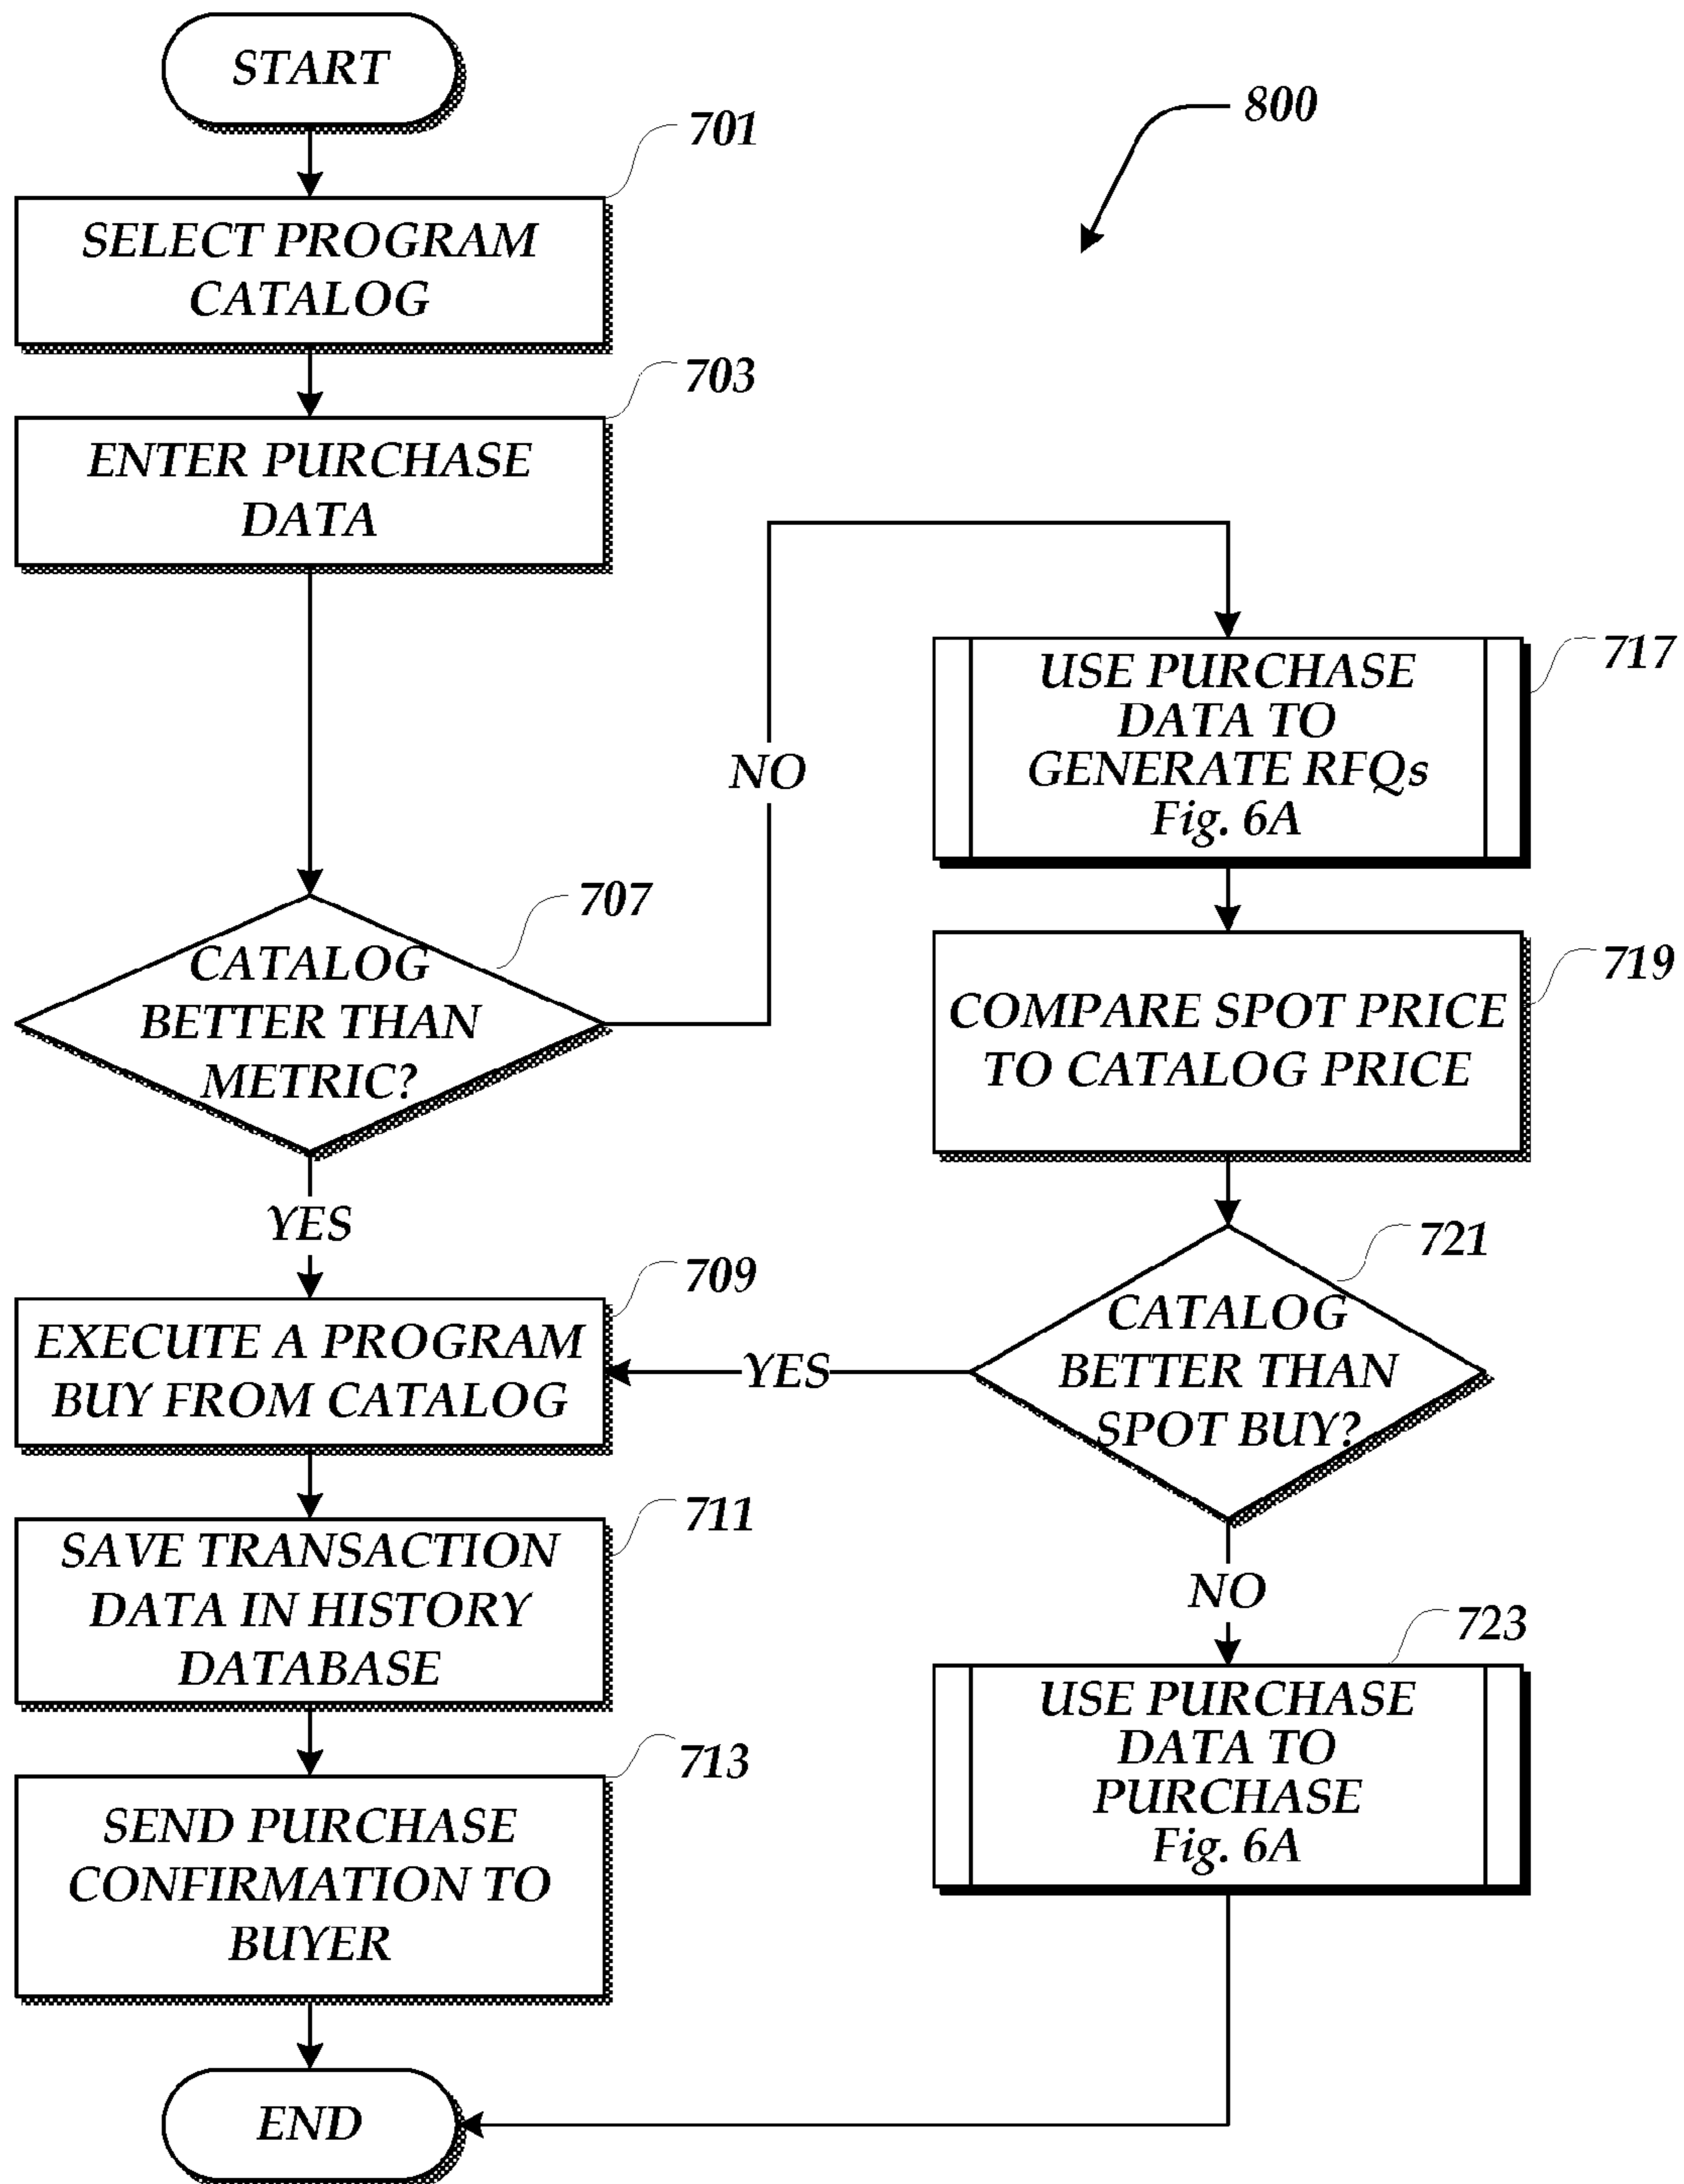 START
800
701
SELECT PROGRAM
CATALOG
703
ENTER PURCHASE
DATA
707
CATALOG
BETTER THAN
METRIC?
NO
YES
709
EXECUTE A PROGRAM
BUY FROM CATALOG
711
SAVE TRANSACTION
DATA IN HISTORY
DATABASE
713
SEND PURCHASE
CONFIRMATION TO
BUYER
END
717
USE PURCHASE
DATA TO
GENERATE RFQs
Fig. 6A
719
COMPARE SPOT PRICE
TO CATALOG PRICE
721
CATALOG
BETTER THAN
SPOT BUY?
YES
NO
723
USE PURCHASE
DATA TO
PURCHASE
Fig. 6A